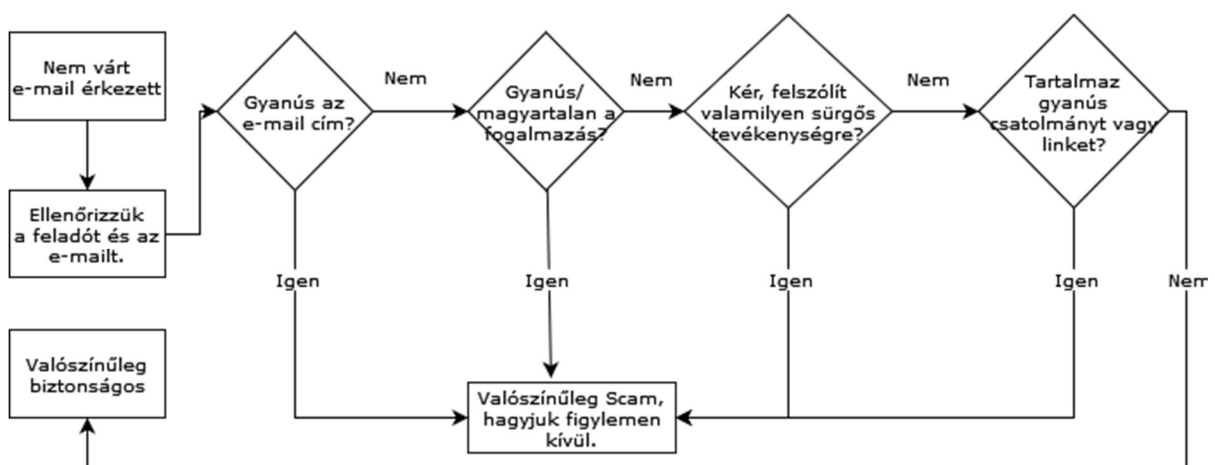 Nem várt
e-mail érkezett
Ellenőrizzük
a feladót és az
e-mailt.
Gyanús az
e-mail cím?
Nem
Igen
Gyanús/
magyartalan a
fogalmazás?
Nem
Igen
Kér, felszólít
valamilyen sürgős
tevékenységre?
Nem
Igen
Tartalmaz
gyanús
csatolmányt vagy
linket?
Igen
Nem
Valószínűleg Scam,
hagyjuk figylemen
kívül.
Valószínűleg
biztonságos